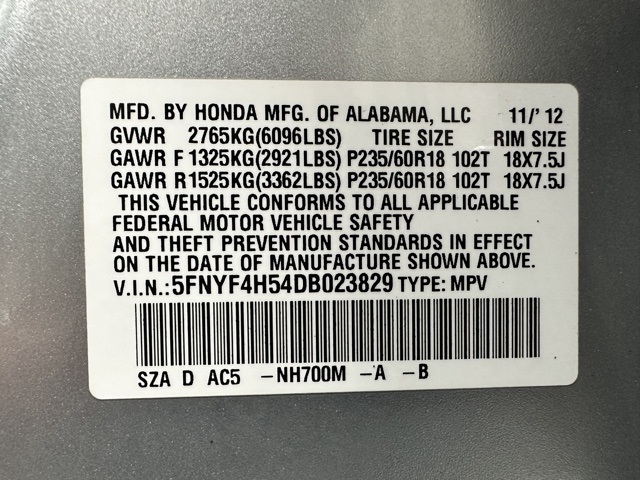 MFD. BY HONDA MFG. OF ALABAMA, LLC 11/'12
GVWR 2765KG(6096LBS) TIRE SIZE RIM SIZE
GAWR F 1325KG(2921LBS) P235/60R18 102T 18X7.5J
GAWR R 1525KG(3362LBS) P235/60R18 102T 18X7.5J
THIS VEHICLE CONFORMS TO ALL APPLICABLE
FEDERAL MOTOR VEHICLE SAFETY
AND THEFT PREVENTION STANDARDS IN EFFECT
ON THE DATE OF MANUFACTURE SHOWN ABOVE.
V.I.N.:5FNYF4H54DB023829 TYPE: MPV
SZA D AC5 -NH700M -A -B